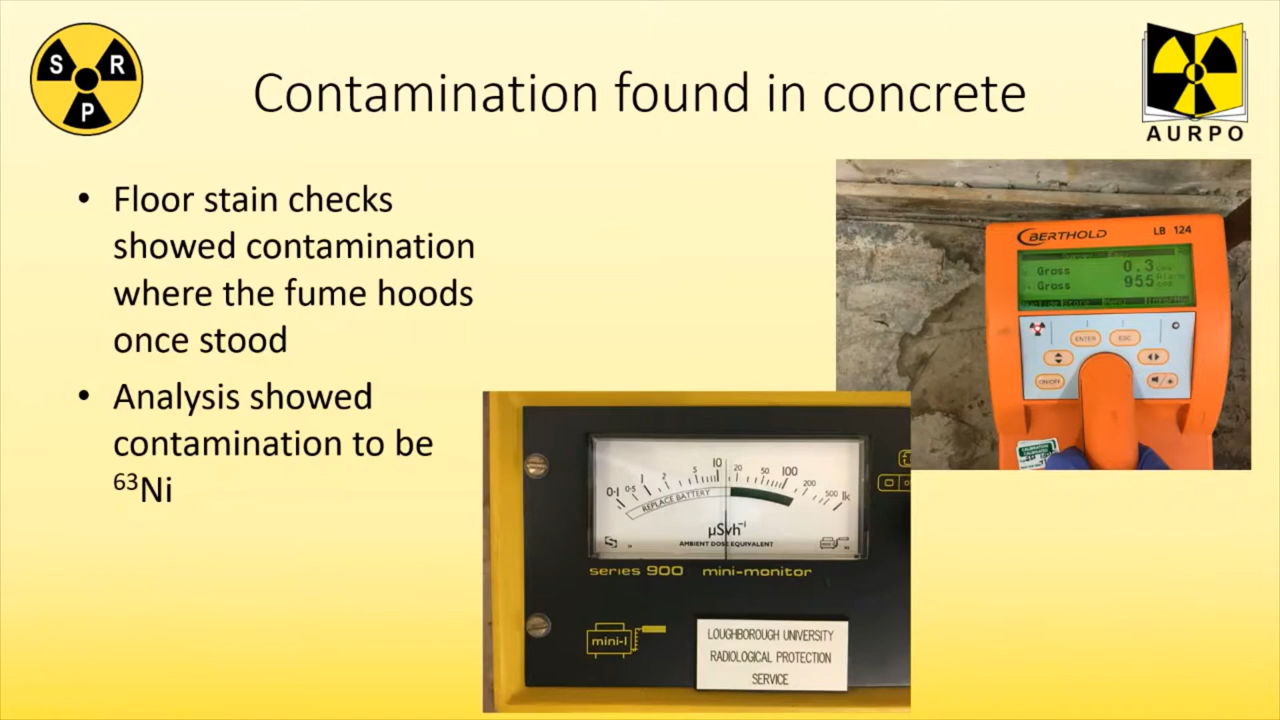 S R
P
Contamination found in concrete
AURPO
• Floor stain checks
showed contamination
where the fume hoods
once stood
• Analysis showed
contamination to be
⁶³Ni
BERTHOLD LB 124
Gross 0.3
Gross 955
ENTER ESC
ON/OFF
0·1 0·5 1 2 5 10 20 50 100 200 500 1k
REPLACE BATTERY
μSvh⁻¹
AMBIENT DOSE EQUIVALENT
series 900 mini-monitor
mini-I
LOUGHBOROUGH UNIVERSITY
RADIOLOGICAL PROTECTION
SERVICE